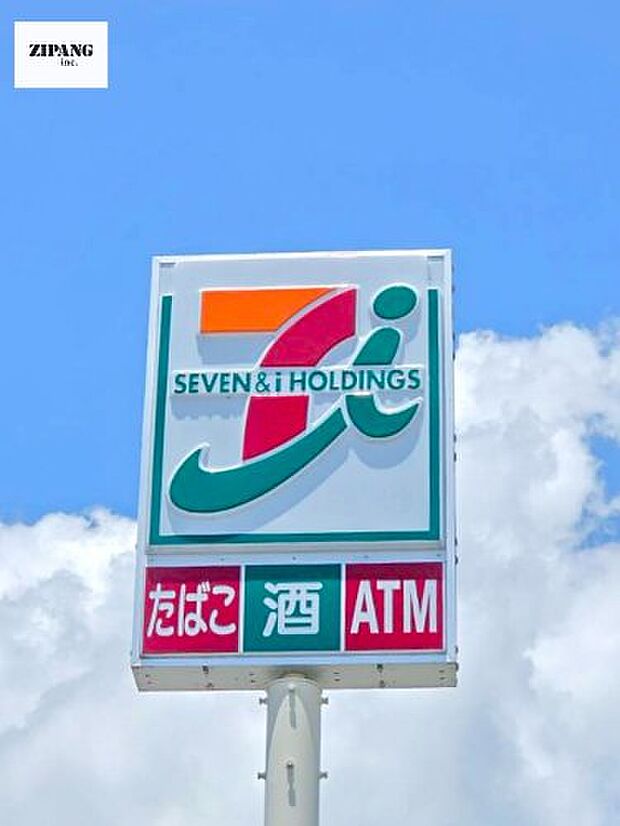 ZIPANG
inc.
SEVEN&i HOLDINGS
たばこ 酒 ATM